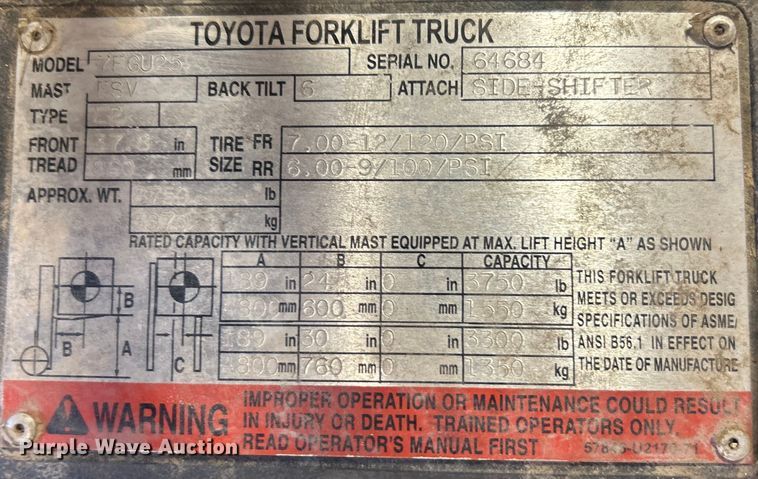 TOYOTA FORKLIFT TRUCK
MODEL 7FGU25 SERIAL NO. 64684
MAST FSV BACK TILT 6 ATTACH SIDE-SHIFTER
TYPE
FRONT TREAD in mm
TIRE SIZE FR 7.00-12/120/PSI
RR 6.00-9/100/PSI
APPROX. WT. lb
kg
RATED CAPACITY WITH VERTICAL MAST EQUIPPED AT MAX. LIFT HEIGHT "A" AS SHOWN
A B C CAPACITY
189 in 24 in 0 in 3750 lb
4800 mm 600 mm 0 mm kg
189 in 30 in 0 in 3300 lb
4800 mm 760 mm 0 mm 1350 kg
B
B A
C
THIS FORKLIFT TRUCK
MEETS OR EXCEEDS DESIG
SPECIFICATIONS OF ASME/
ANSI B56.1 IN EFFECT ON
THE DATE OF MANUFACTURE
WARNING
IMPROPER OPERATION OR MAINTENANCE COULD RESULT
IN INJURY OR DEATH. TRAINED OPERATORS ONLY.
READ OPERATOR'S MANUAL FIRST
Purple Wave Auction